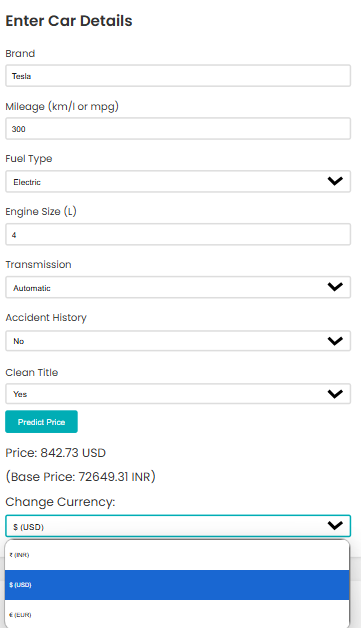 Enter Car Details
Brand
Tesla
Mileage (km/l or mpg)
300
Fuel Type
Electric
Engine Size (L)
4
Transmission
Automatic
Accident History
No
Clean Title
Yes
Predict Price
Price: 842.73 USD
(Base Price: 72649.31 INR)
Change Currency:
$ (USD)
₹ (INR)
$ (USD)
€ (EUR)